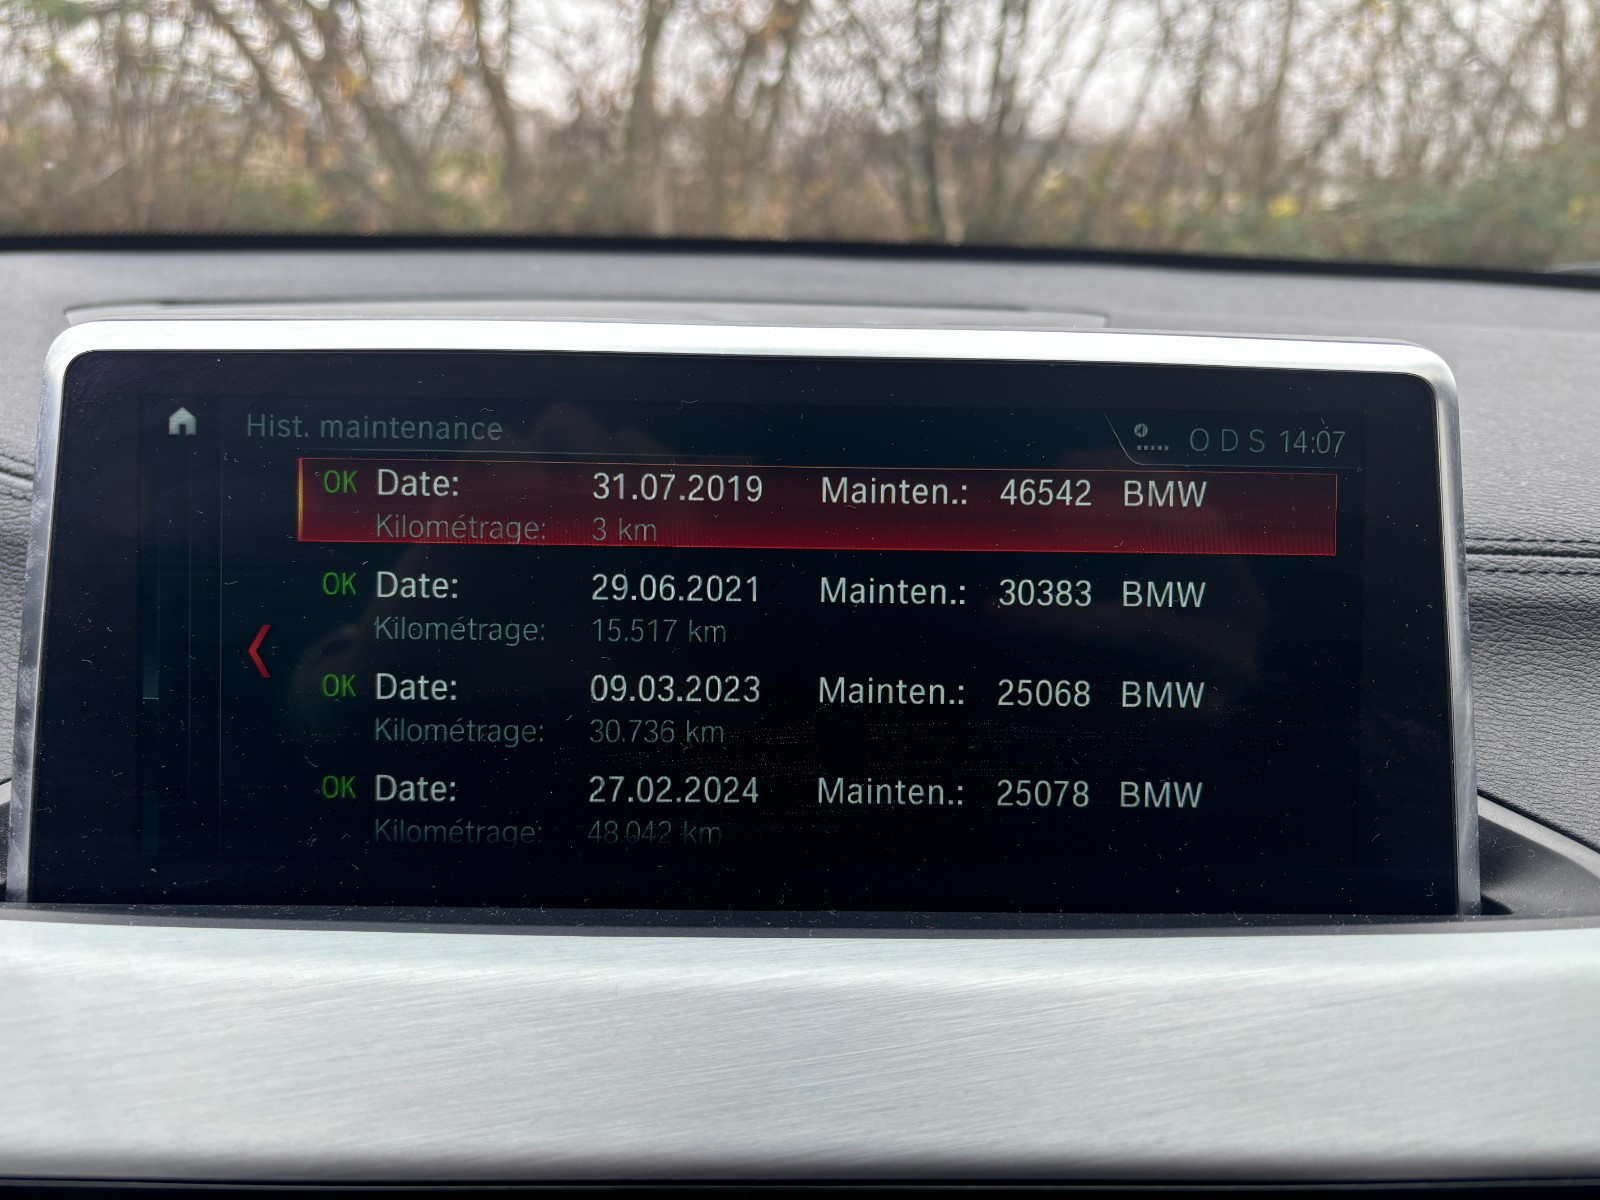 Hist. maintenance
O D S 14:07
OK Date: 31.07.2019 Mainten.: 46542 BMW
Kilométrage: 3 km
OK Date: 29.06.2021 Mainten.: 30383 BMW
Kilométrage: 15.517 km
OK Date: 09.03.2023 Mainten.: 25068 BMW
Kilométrage: 30.736 km
OK Date: 27.02.2024 Mainten.: 25078 BMW
Kilométrage: 48.042 km